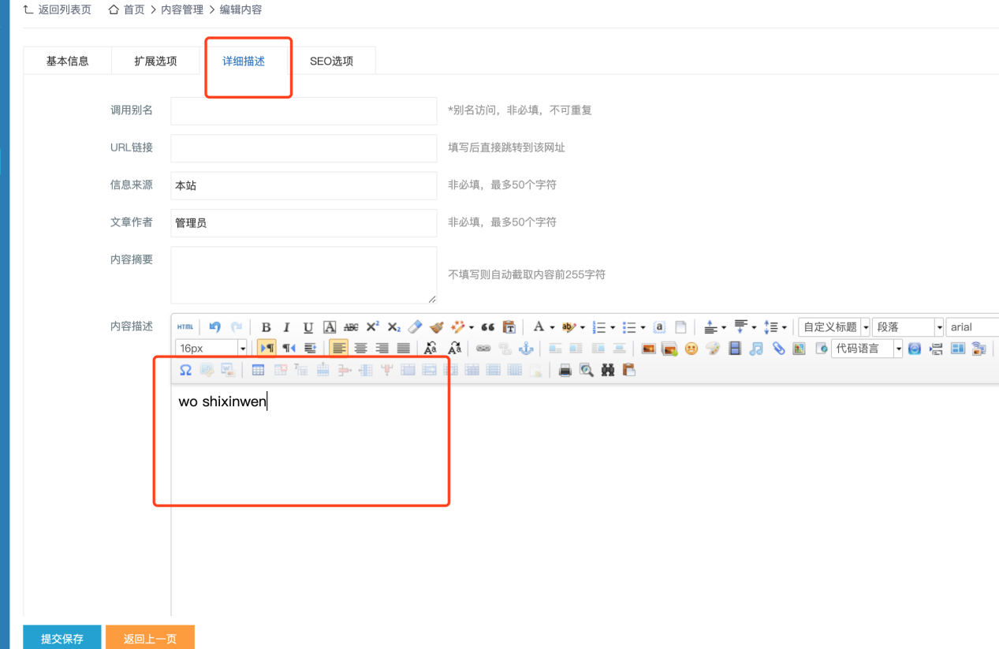 返回列表页 首页 内容管理 编辑内容
基本信息 扩展选项 详细描述 SEO选项
调用别名 *别名访问，非必填，不可重复
URL链接 填写后直接跳转到该网址
信息来源 本站 非必填，最多50个字符
文章作者 管理员 非必填，最多50个字符
内容摘要 不填写则自动截取内容前255字符
内容描述 HTML B I U A ABC X² X₂ A ab a 自定义标题 段落 arial
16px 代码语言
Ω
wo shixinwen
提交保存 返回上一页